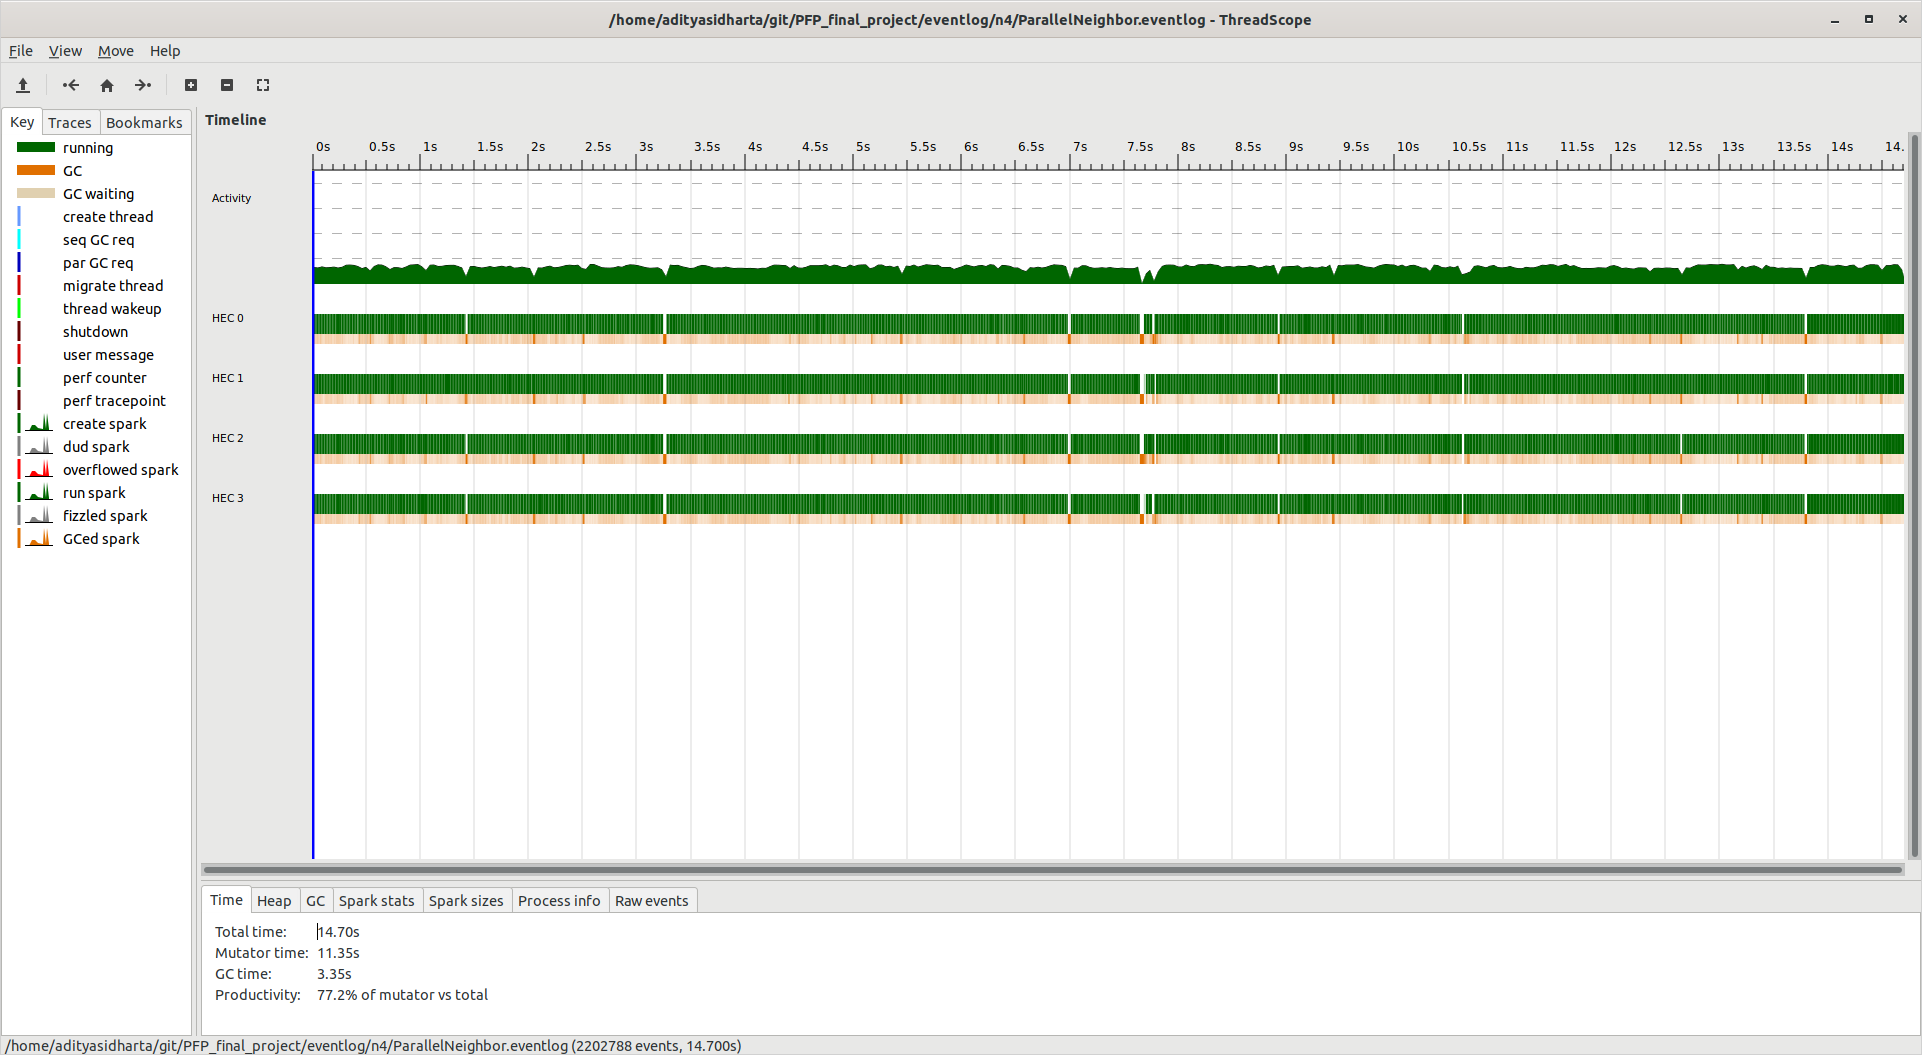 /home/adityasidharta/git/PFP_final_project/eventlog/n4/ParallelNeighbor.eventlog - ThreadScope
File View Move Help
Key Traces Bookmarks
running
GC
GC waiting
create thread
seq GC req
par GC req
migrate thread
thread wakeup
shutdown
user message
perf counter
perf tracepoint
create spark
dud spark
overflowed spark
run spark
fizzled spark
GCed spark
Timeline
0s 0.5s 1s 1.5s 2s 2.5s 3s 3.5s 4s 4.5s 5s 5.5s 6s 6.5s 7s 7.5s 8s 8.5s 9s 9.5s 10s 10.5s 11s 11.5s 12s 12.5s 13s 13.5s 14s 14.
Activity
HEC 0
HEC 1
HEC 2
HEC 3
Time Heap GC Spark stats Spark sizes Process info Raw events
Total time: 14.70s
Mutator time: 11.35s
GC time: 3.35s
Productivity: 77.2% of mutator vs total
/home/adityasidharta/git/PFP_final_project/eventlog/n4/ParallelNeighbor.eventlog (2202788 events, 14.700s)